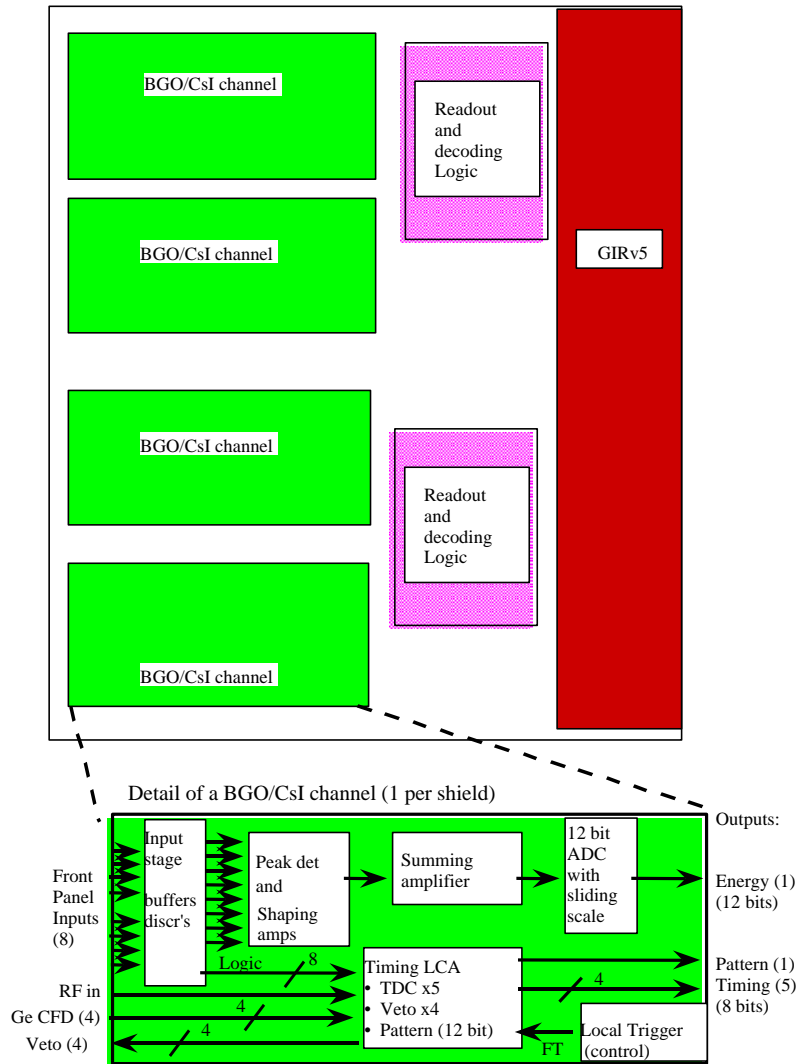 BGO/CsI channel
Readout
and
decoding
Logic
BGO/CsI channel
GIRv5
BGO/CsI channel
Readout
and
decoding
Logic
BGO/CsI channel
Detail of a BGO/CsI channel (1 per shield)
Outputs:
Input
stage
buffers
discr's
Peak det
and
Shaping
amps
Summing
amplifier
12 bit
ADC
with
sliding
scale
Front
Panel
Inputs
(8)
Energy (1)
(12 bits)
Logic
8
Timing LCA
• TDC x5
• Veto x4
• Pattern (12 bit)
4
Pattern (1)
Timing (5)
(8 bits)
RF in
Ge CFD (4)
4
Veto (4)
4
FT
Local Trigger
(control)